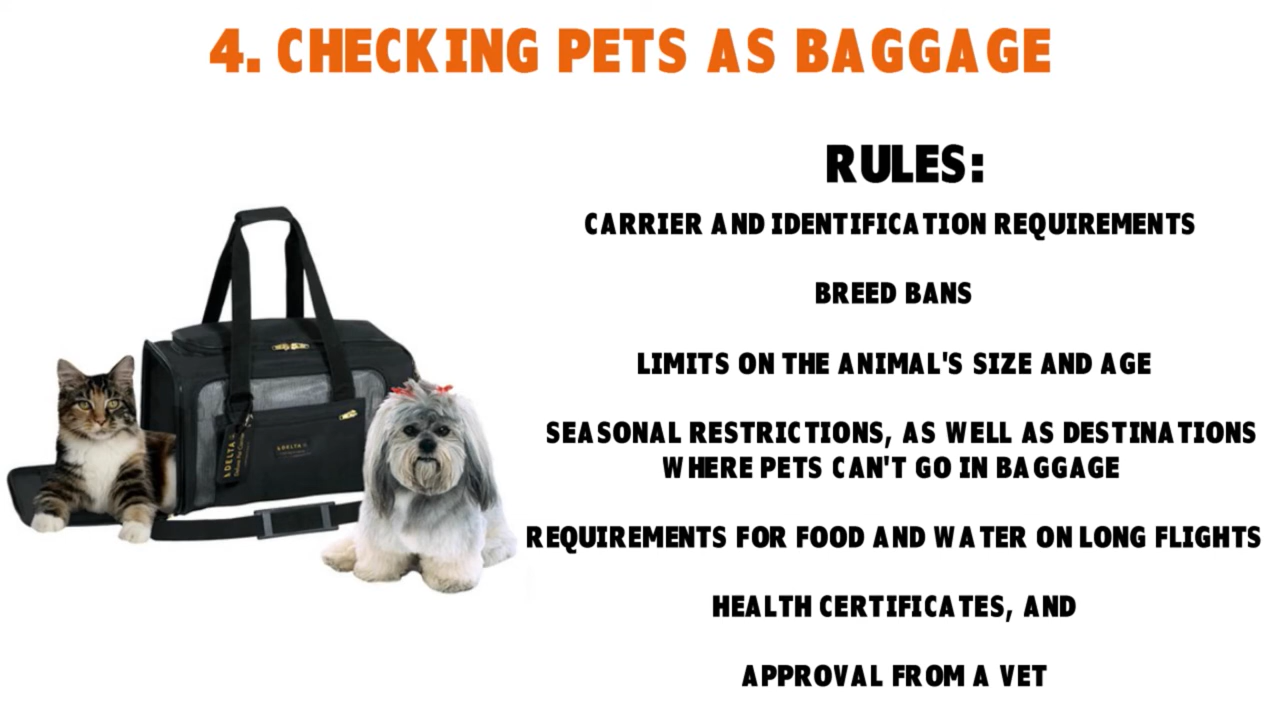 4. CHECKING PETS AS BAGGAGE
RULES:
CARRIER AND IDENTIFICATION REQUIREMENTS
BREED BANS
LIMITS ON THE ANIMAL'S SIZE AND AGE
SEASONAL RESTRICTIONS, AS WELL AS DESTINATIONS
WHERE PETS CAN'T GO IN BAGGAGE
REQUIREMENTS FOR FOOD AND WATER ON LONG FLIGHTS
HEALTH CERTIFICATES, AND
APPROVAL FROM A VET
DELTA
DELTA